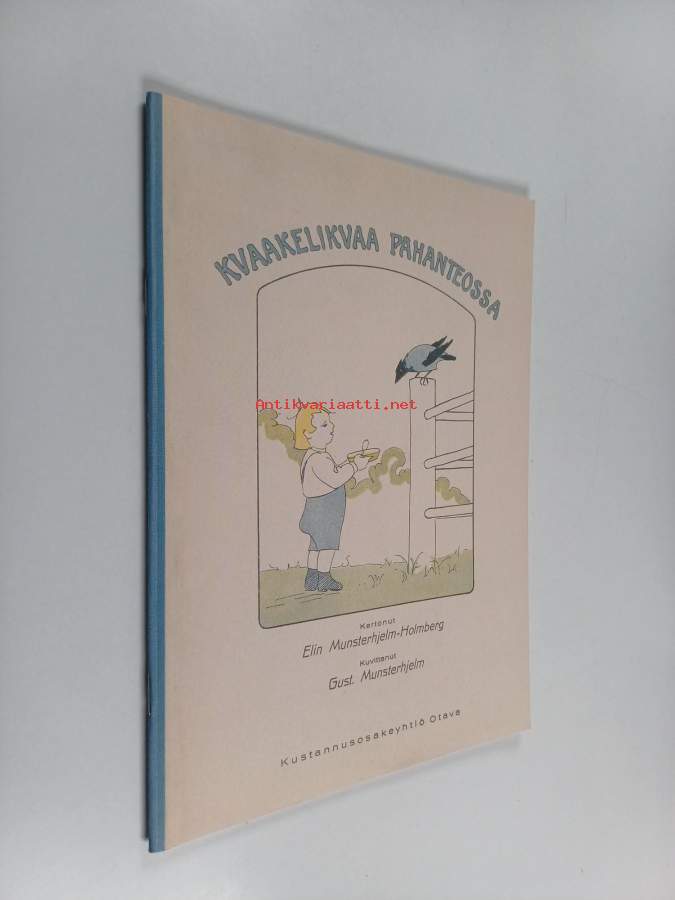 KVAAKELIKVAA PAHANTEOSSA
Antikvariaatti.net
Kertonut
Elin Munsterhjelm-Holmberg
Kuvittanut
Gust. Munsterhjelm
Kustannusosakeyhtiö Otava